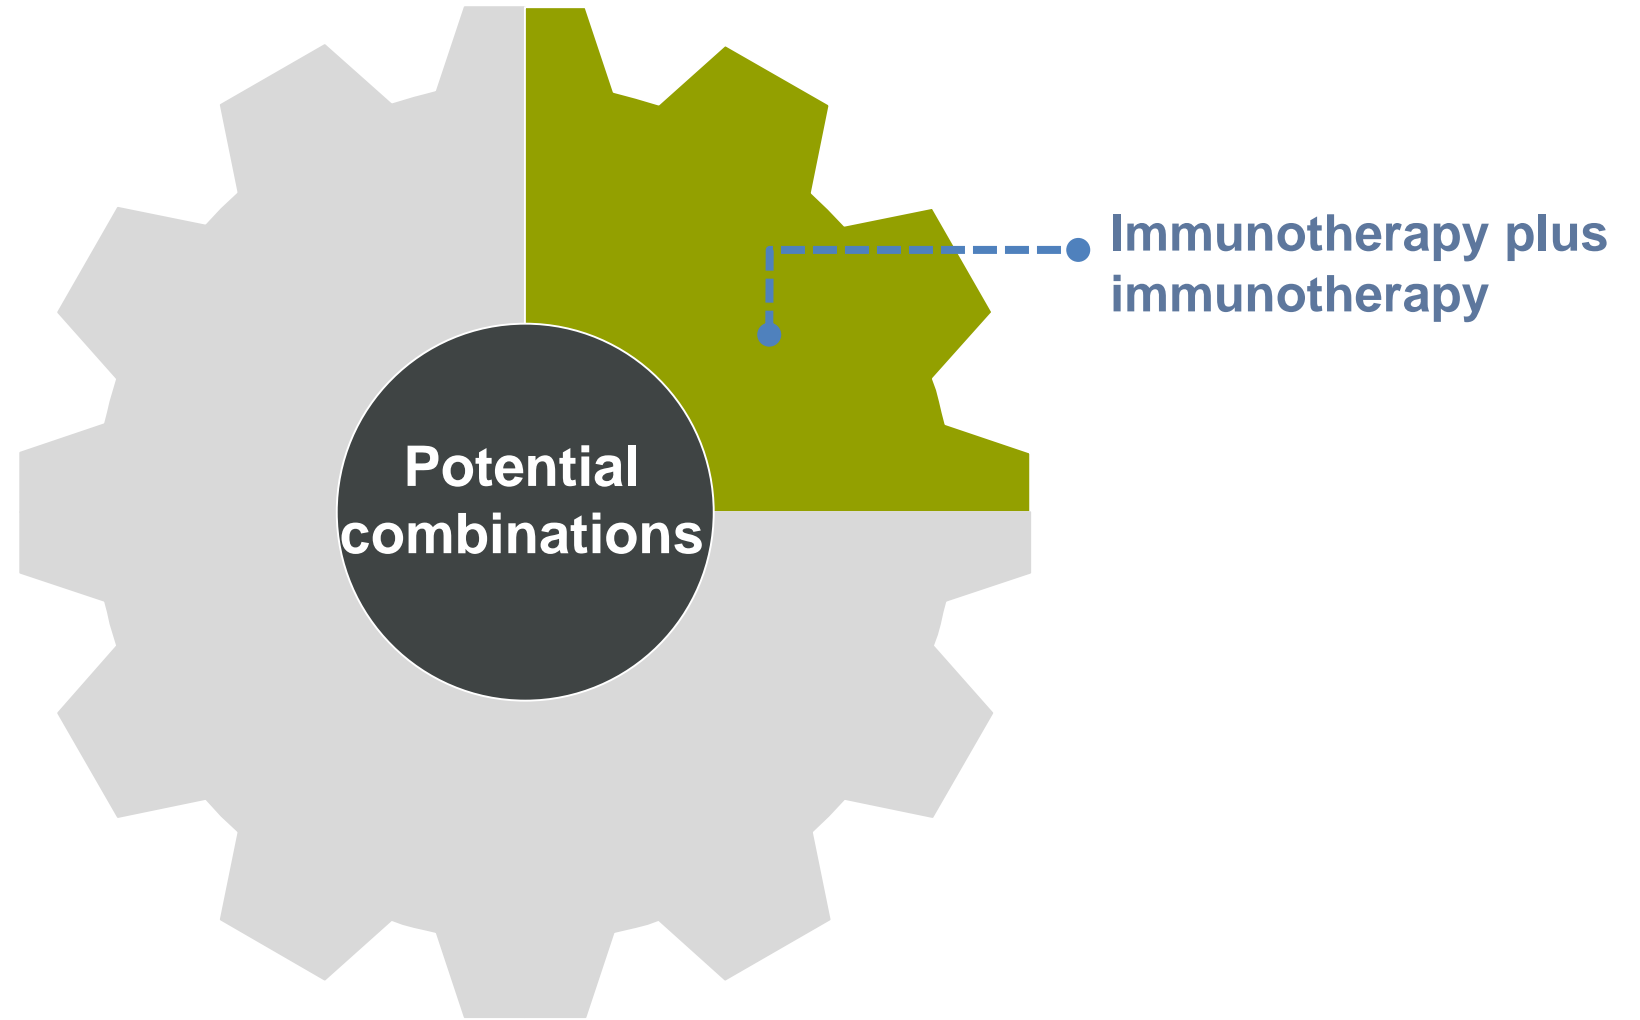 Immunotherapy plus
immunotherapy
Potential
combinations